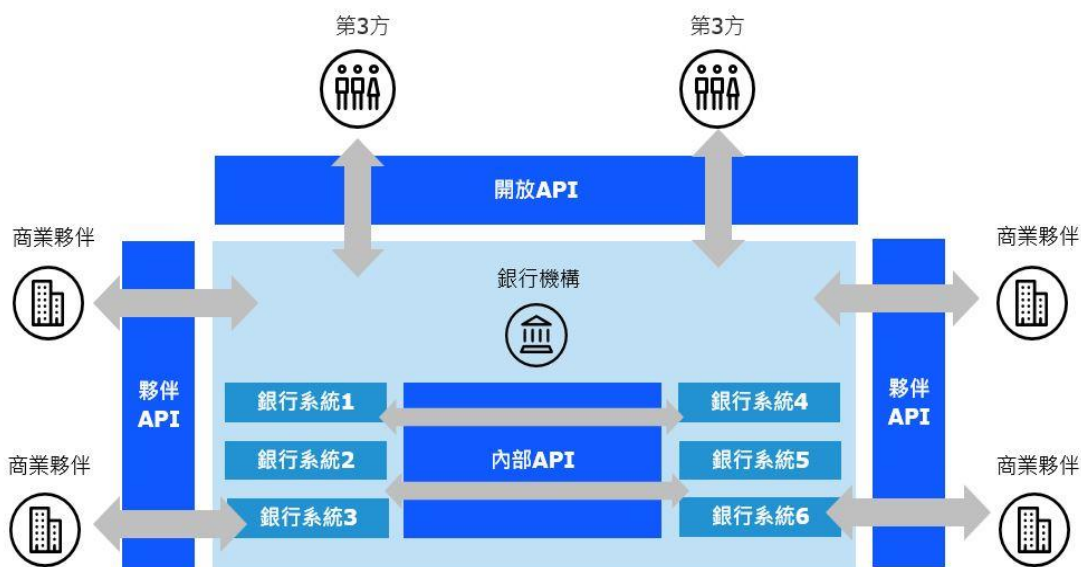 第3方
第3方
開放API
商業夥伴
商業夥伴
銀行機構
夥伴
API
夥伴
API
銀行系統1
銀行系統4
銀行系統2
內部API
銀行系統5
商業夥伴
商業夥伴
銀行系統3
銀行系統6